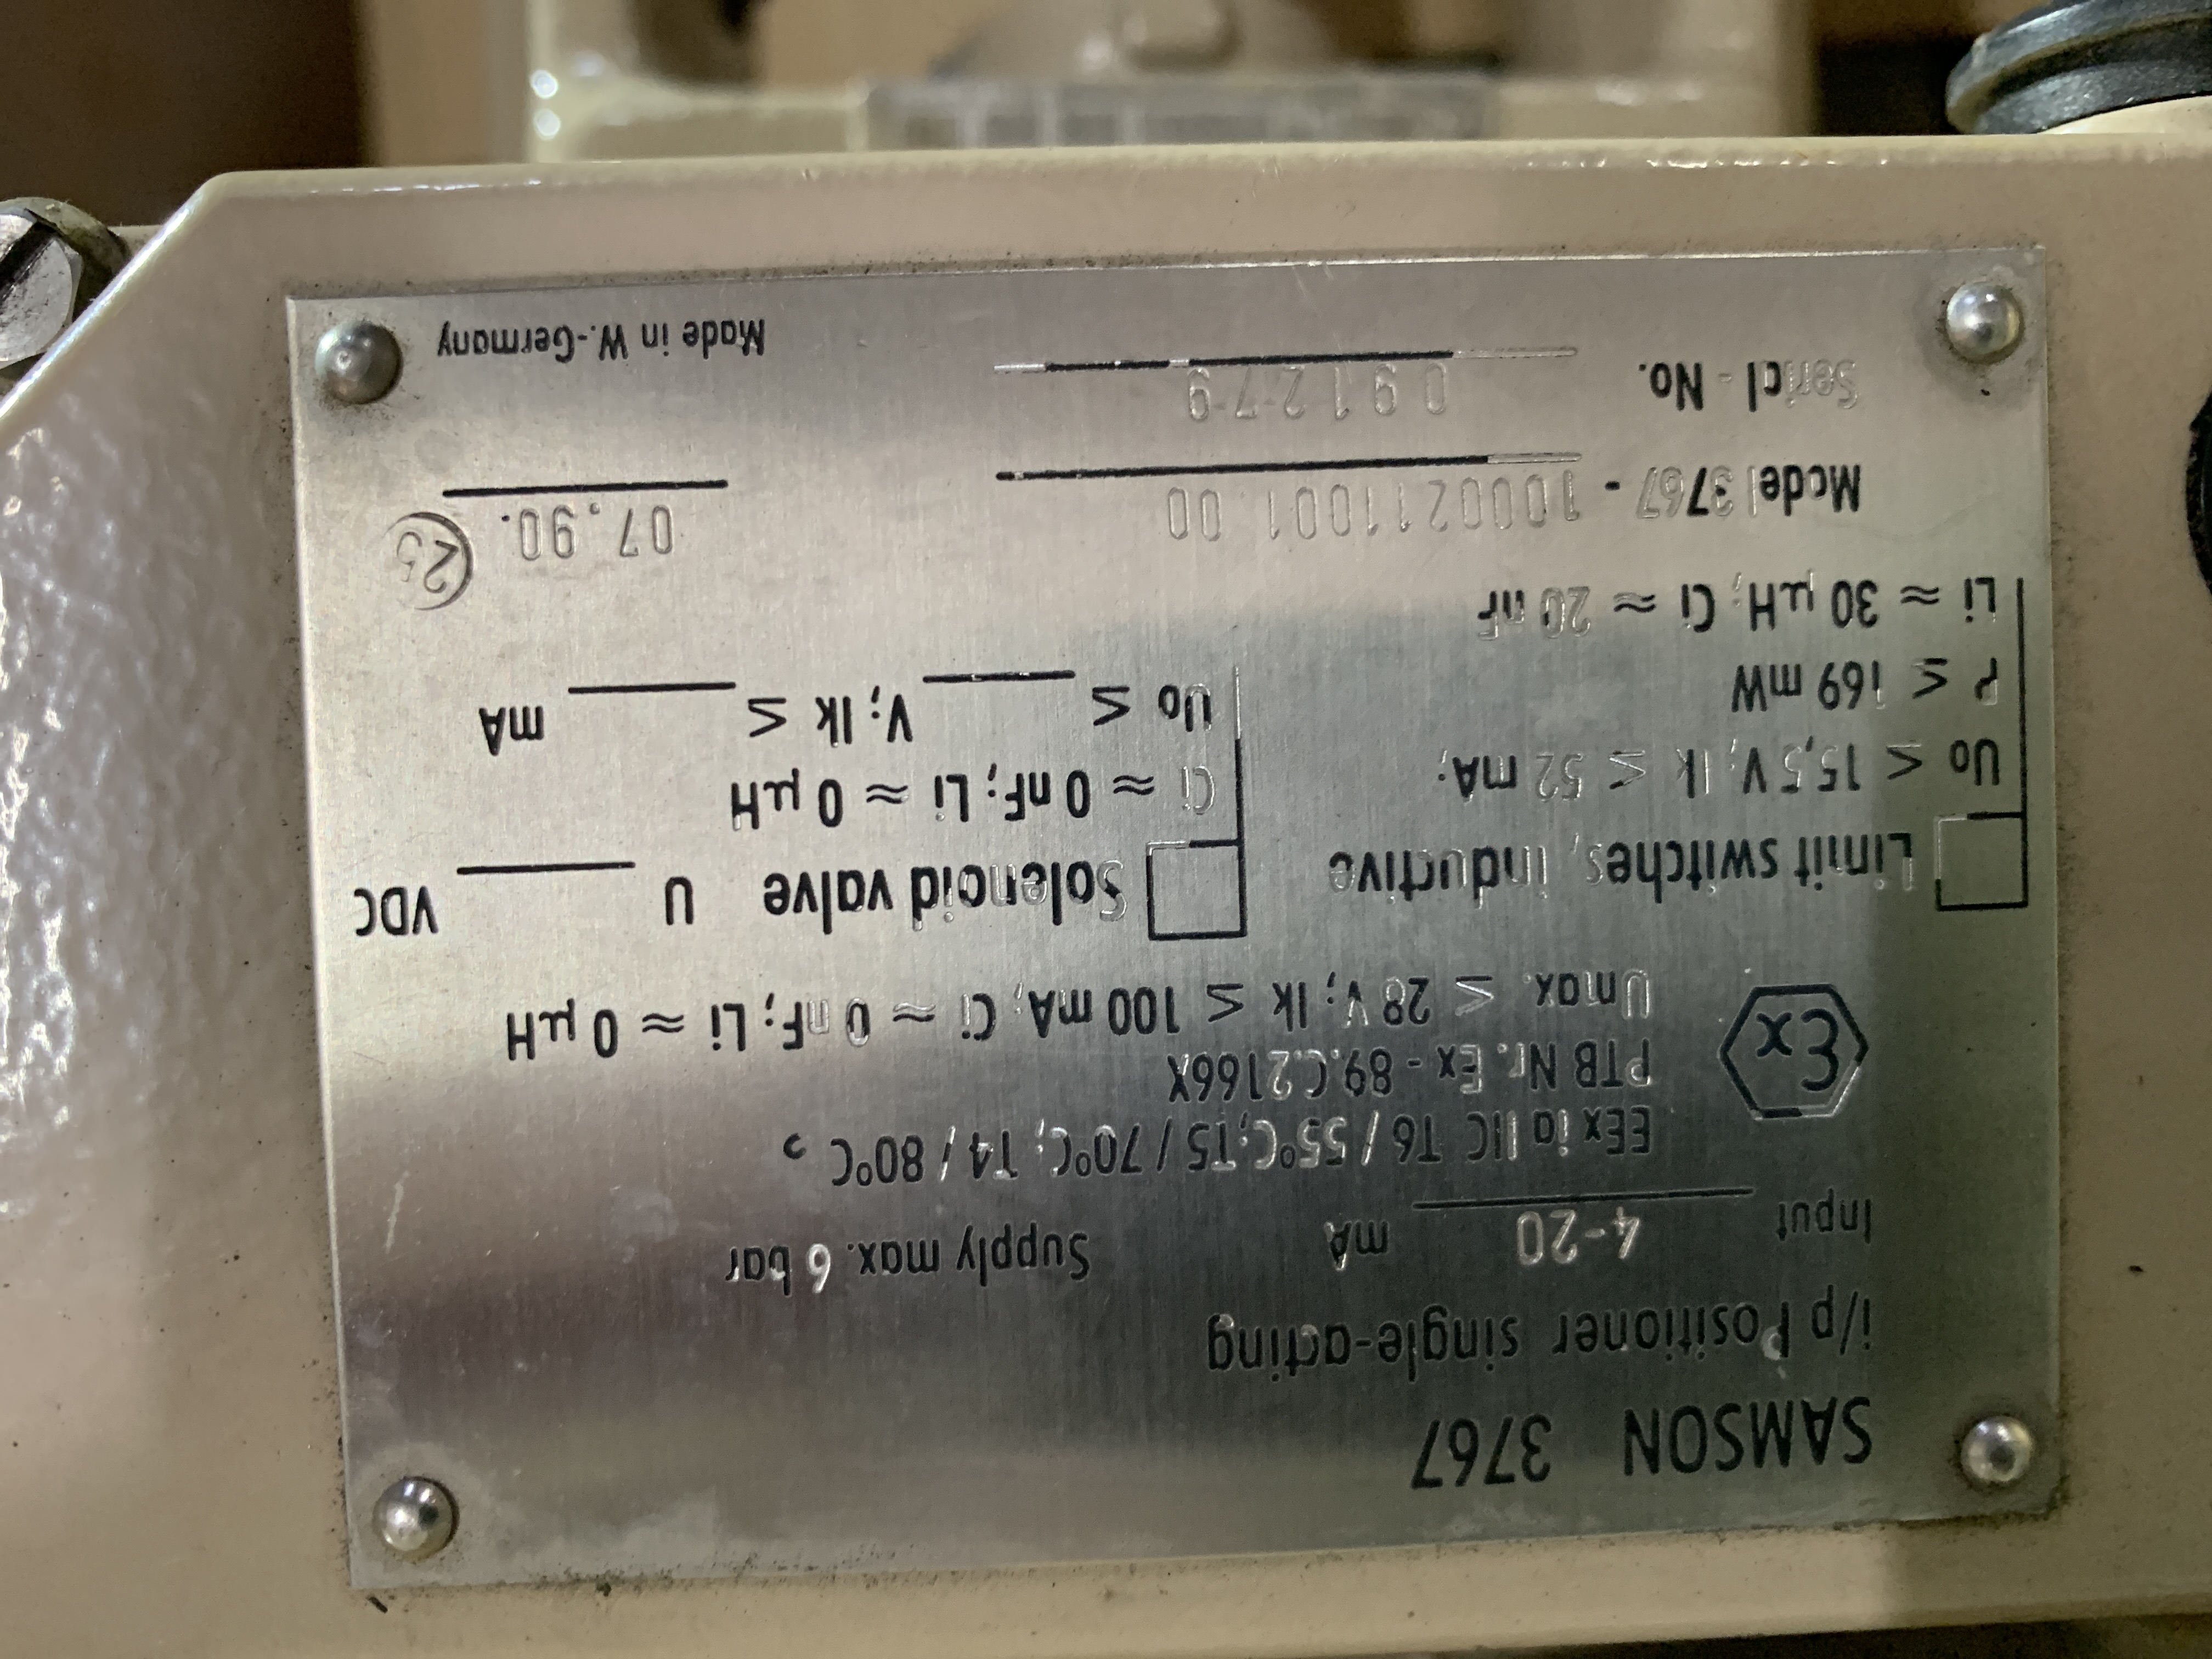 SAMSON 3767
i/p Positioner single-acting
Input 4-20 mA Supply max. 6 bar
EEx ia IIC T6 / 55°C; T5 / 70°C; T4 / 80°C
PTB Nr. Ex - 89.C.2166X
Ex
Umax. ≤ 28 V; Ik ≤ 100 mA; Ci ≈ 0 nF; Li ≈ 0 µH
Limit switches, inductive
Uo ≤ 15,5 V; Ik ≤ 52 mA;
P ≤ 169 mW
Li ≈ 30 µH; Ci ≈ 20 nF
Solenoid valve U VDC
Ci ≈ 0 nF; Li ≈ 0 µH
Uo ≤ V; Ik ≤ mA
Model 3767 - 1000211001.00 07.90.
Serial - No. 091279
Made in W.-Germany